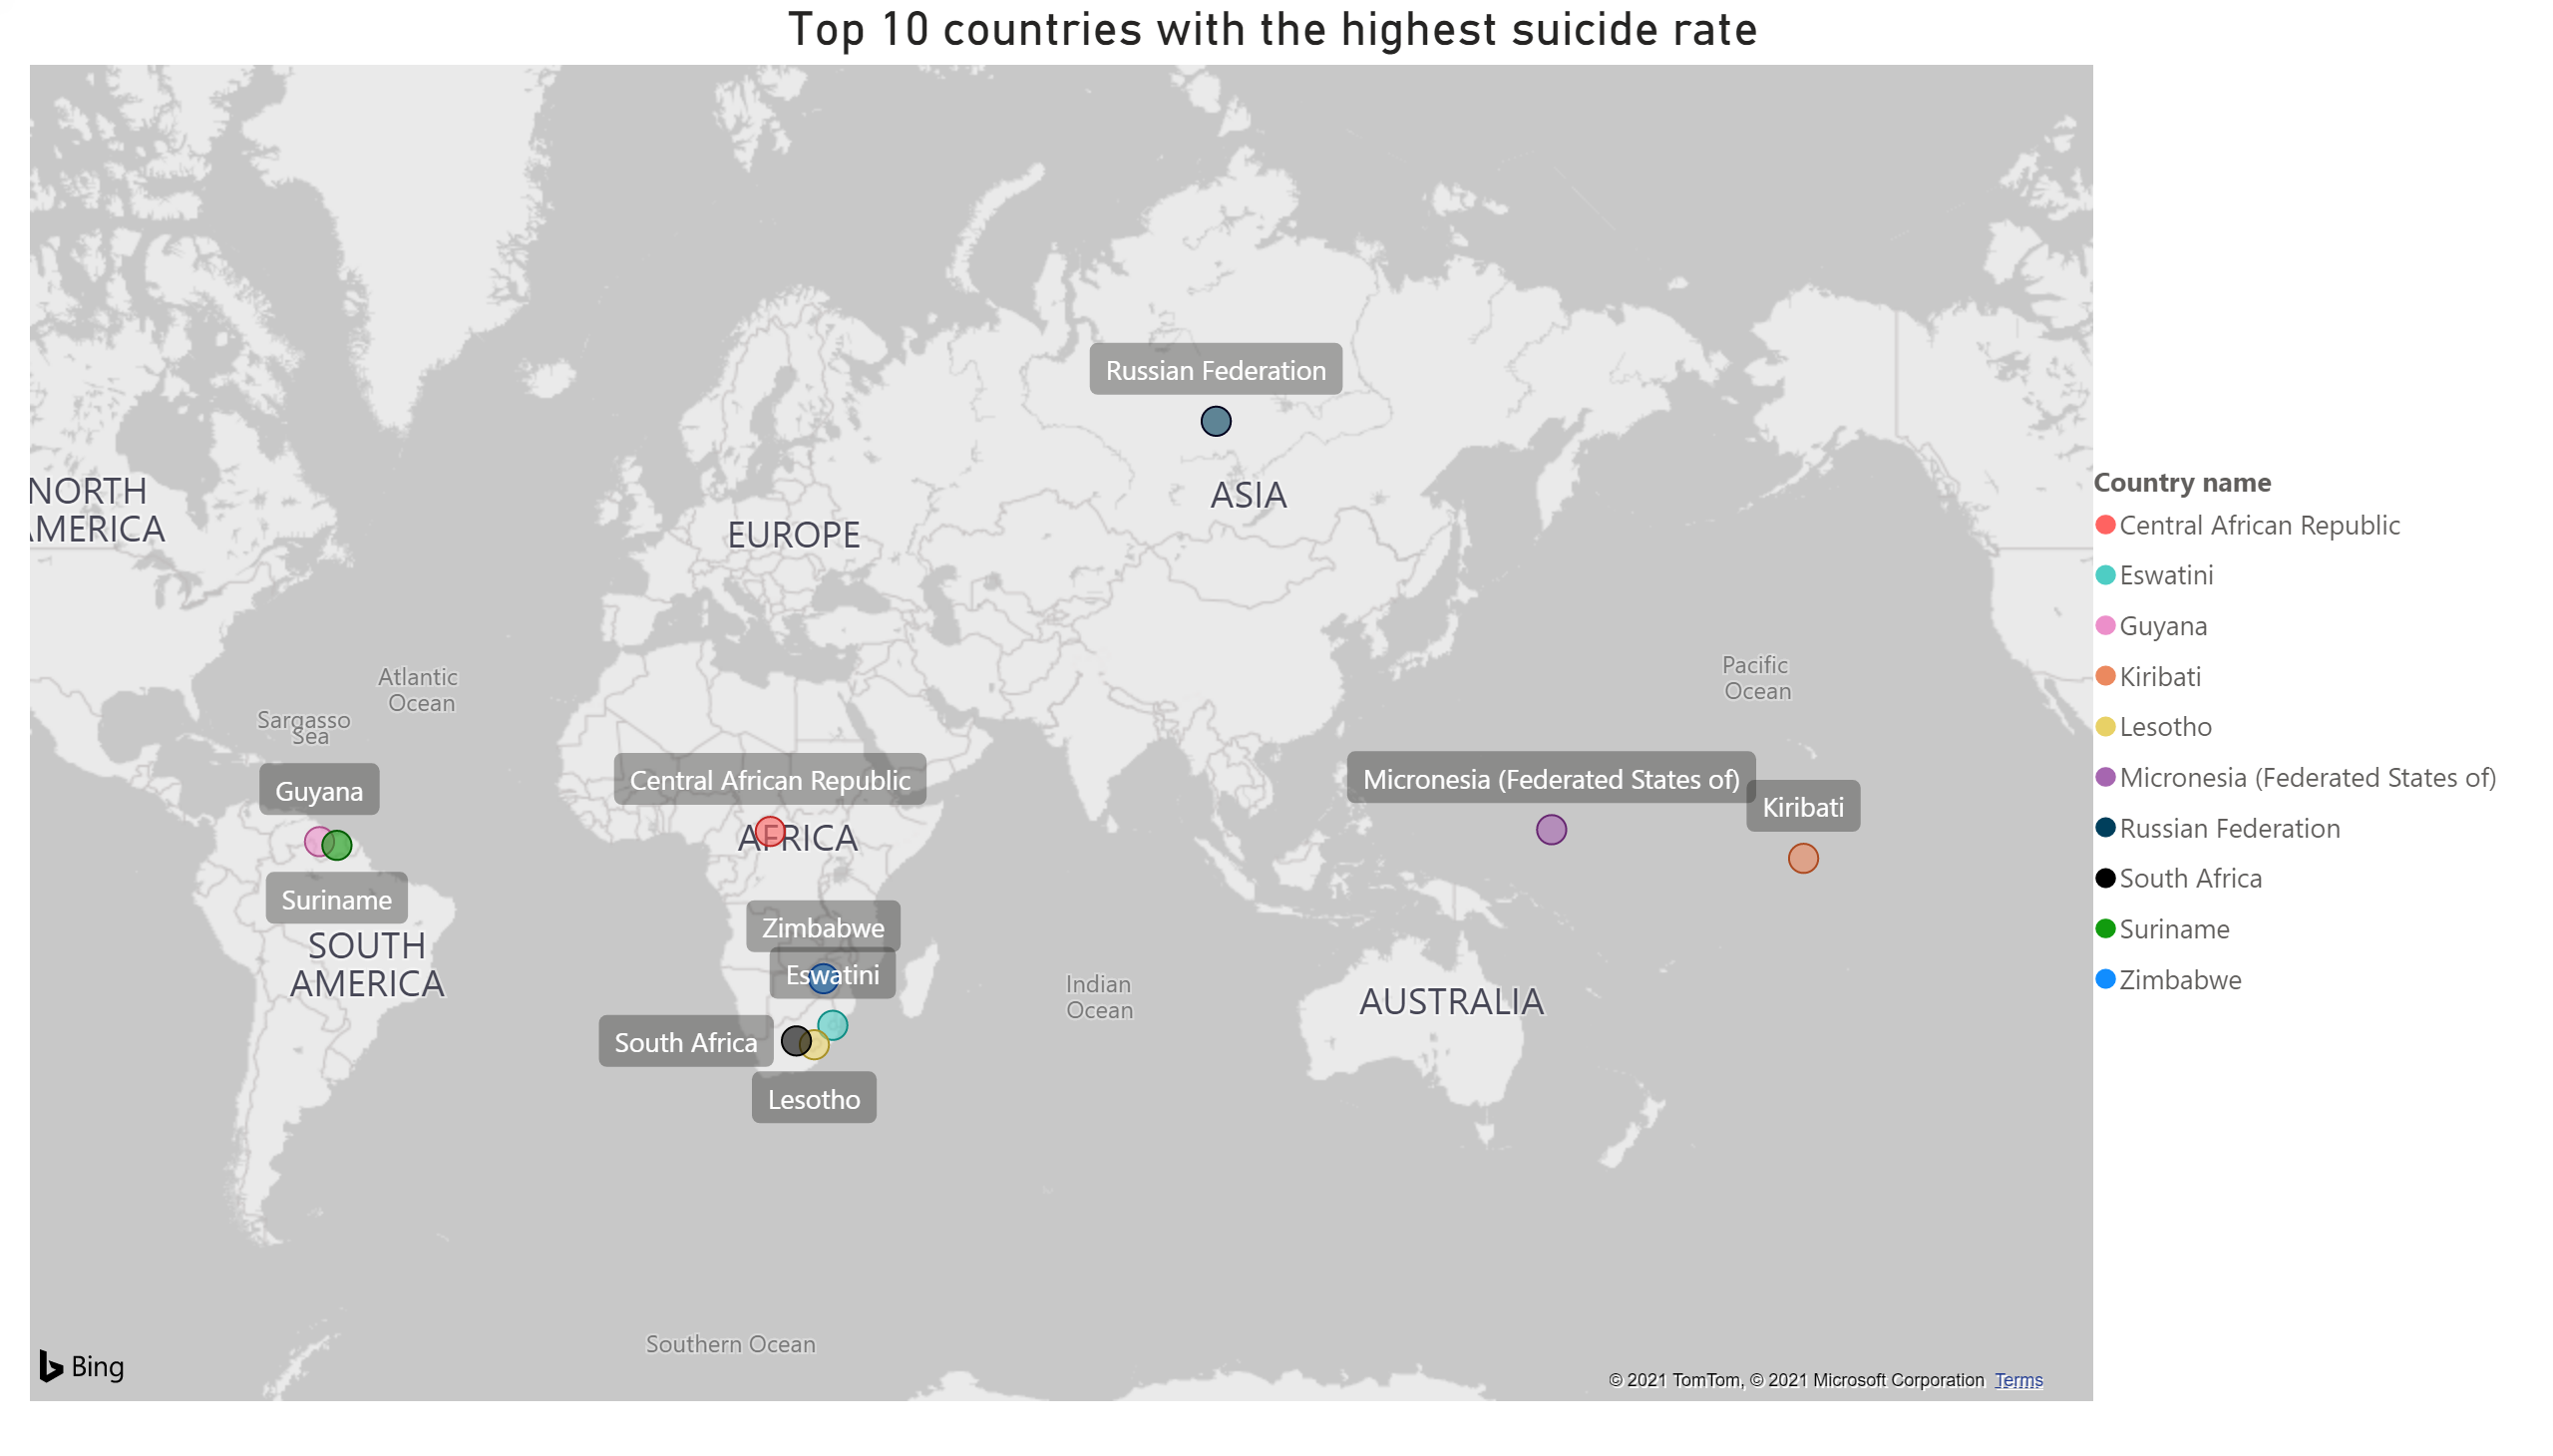 Top 10 countries with the highest suicide rate
Russian Federation
NORTH
AMERICA
ASIA
EUROPE
Atlantic
Ocean
Pacific
Ocean
Sargasso
Sea
Guyana
Central African Republic
Micronesia (Federated States of)
Kiribati
AFRICA
Suriname
Zimbabwe
SOUTH
AMERICA
Eswatini
Indian
Ocean
AUSTRALIA
South Africa
Lesotho
Southern Ocean
Bing
© 2021 TomTom, © 2021 Microsoft Corporation Terms
Country name
Central African Republic
Eswatini
Guyana
Kiribati
Lesotho
Micronesia (Federated States of)
Russian Federation
South Africa
Suriname
Zimbabwe